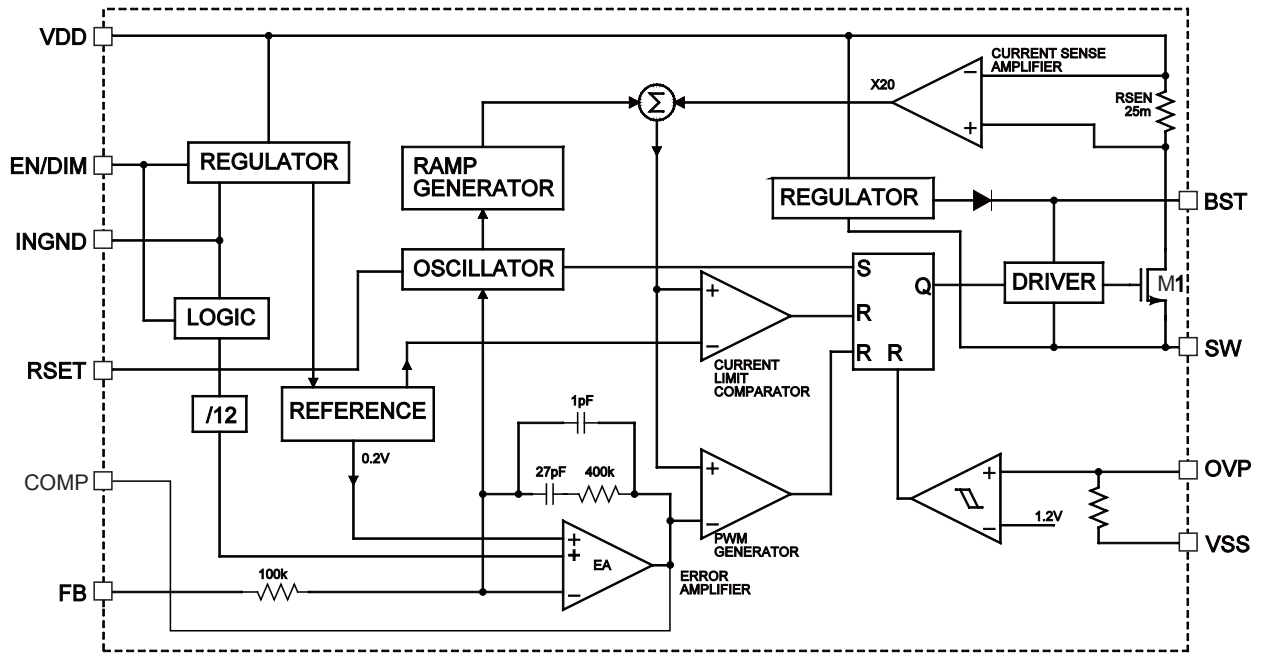 VDD
CURRENT SENSE
AMPLIFIER
X20
−
Σ
RSEN
25m
+
EN/DIM
REGULATOR
RAMP
GENERATOR
REGULATOR
BST
INGND
OSCILLATOR
S
Q
DRIVER
M1
+
LOGIC
R
−
R
R
SW
RSET
CURRENT
LIMIT
COMPARATOR
REFERENCE
/12
1pF
0.2V
27pF
400k
COMP
+
+
OVP
−
1.2V
−
PWM
GENERATOR
VSS
+
+
EA
ERROR
AMPLIFIER
100k
FB
−